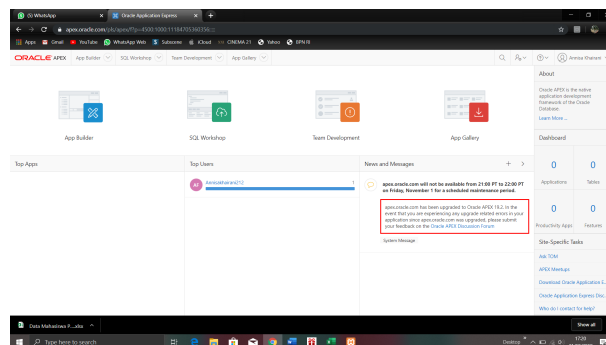 (1) WhatsApp
Oracle Application Express
apex.oracle.com/pls/apex/f?p=4500:1000:11184705360356:::
Apps Gmail YouTube WhatsApp Web Subscene iCloud CINEMA 21 Yahoo BPN RI
ORACLE APEX App Builder SQL Workshop Team Development App Gallery
App Builder
SQL Workshop
Team Development
App Gallery
Top Apps
Top Users
1
News and Messages
apex.oracle.com will not be available from 21:00 PT to 22:00 PT
on Friday, November 1 for a scheduled maintenance period.
apex.oracle.com has been upgraded to Oracle APEX 19.2. In the
event that you are experiencing any upgrade related errors in your
application since apex.oracle.com was upgraded, please submit
your feedback on the Oracle APEX Discussion Forum
System Message
About
Oracle APEX is the native
application development
framework of the Oracle
Database.
Learn More...
Dashboard
0
Applications
0
Tables
0
Productivity Apps
0
Features
Site-Specific Tasks
Ask TOM
APEX Meetups
Download Oracle Application E..
Oracle Application Express Disc..
Who do I contact for help?
Data Mahasiswa P....xlsx
Show all
Type here to search
Desktop
17:20